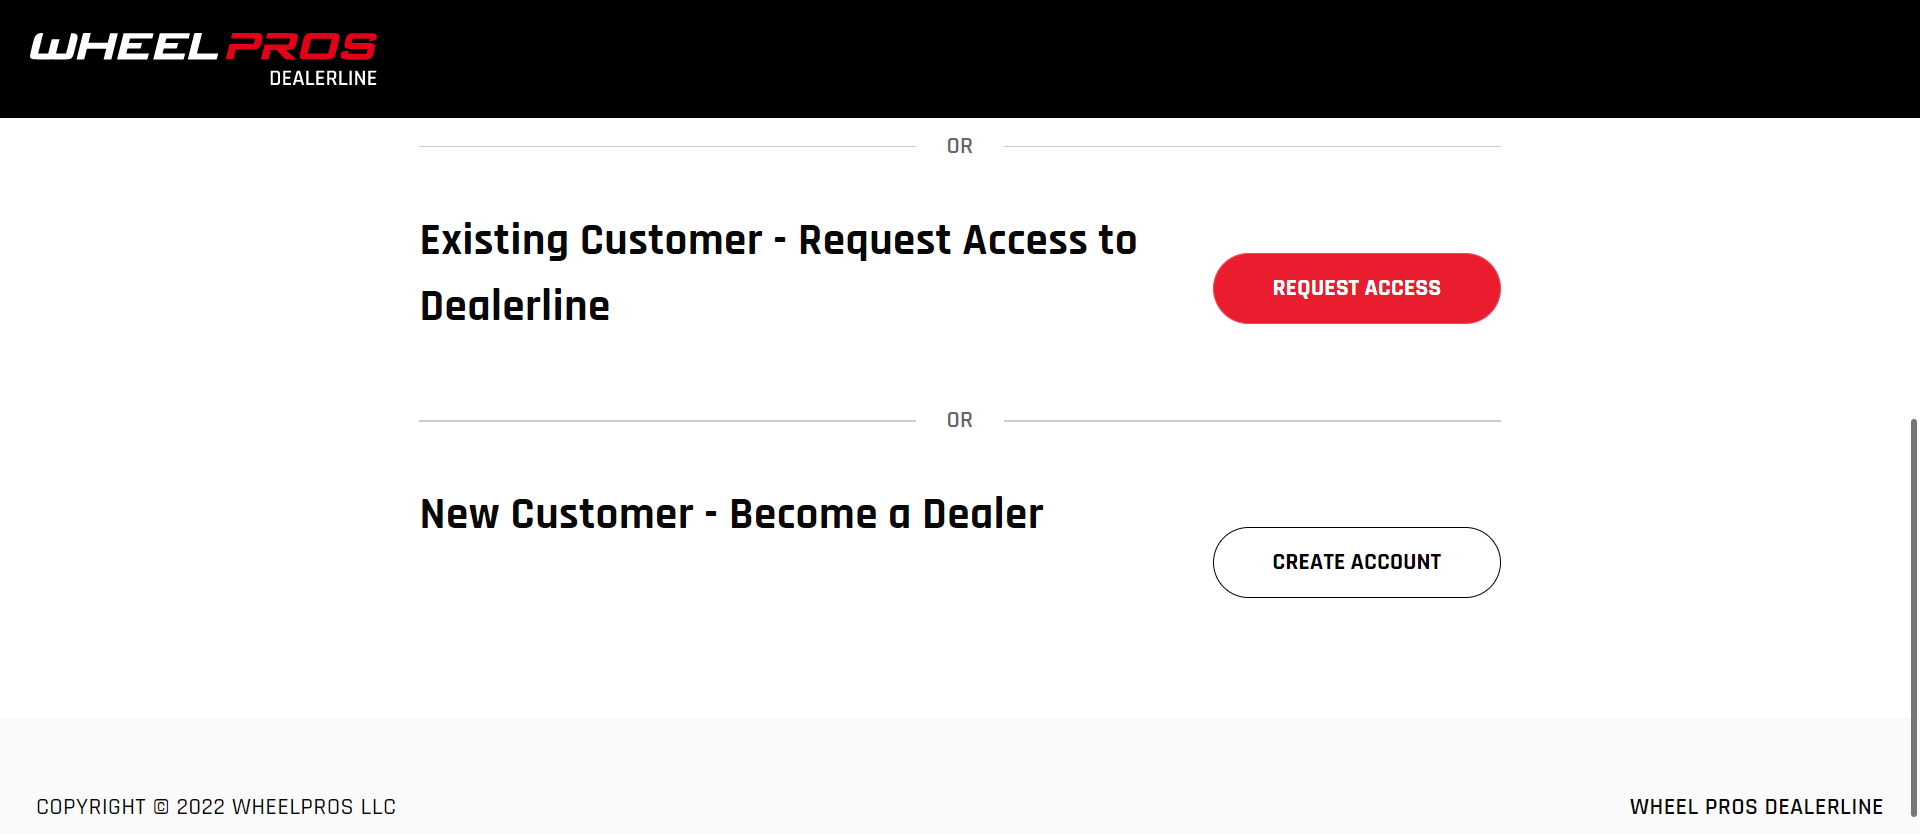 WHEEL PROS
DEALERLINE
OR
Existing Customer - Request Access to
Dealerline
REQUEST ACCESS
OR
New Customer - Become a Dealer
CREATE ACCOUNT
COPYRIGHT © 2022 WHEELPROS LLC
WHEEL PROS DEALERLINE